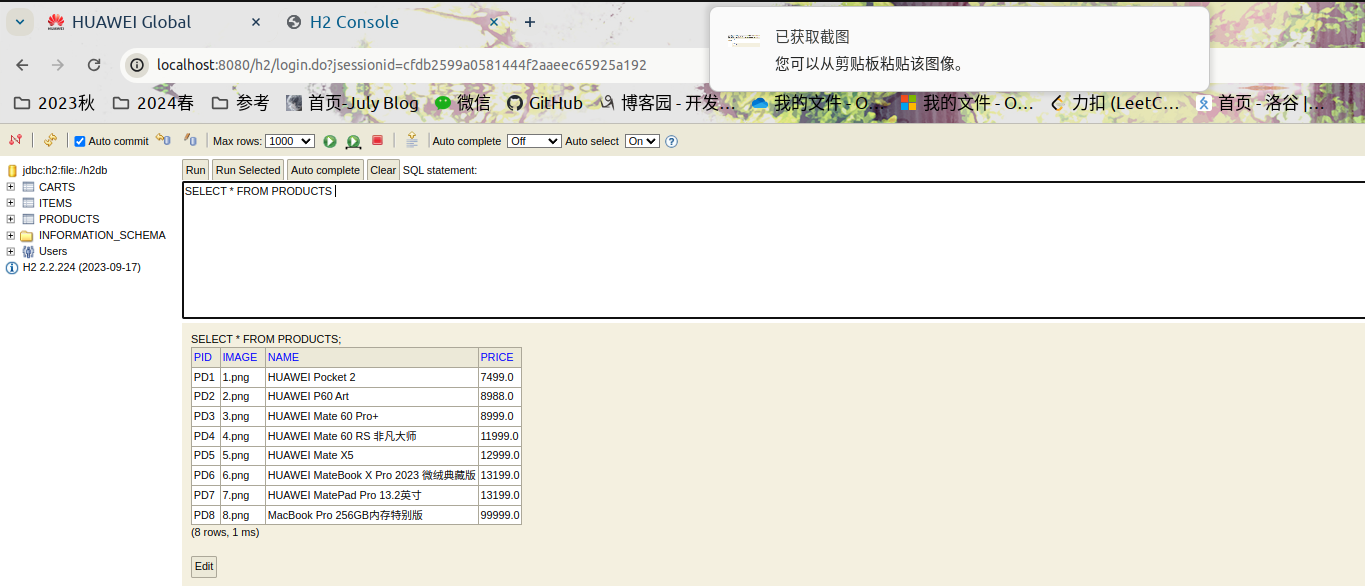 HUAWEI Global
H2 Console
已获取截图
您可以从剪贴板粘贴该图像。
localhost:8080/h2/login.do?jsessionid=cfdb2599a0581444f2aaeec65925a192
2023秋 2024春 参考 首页-July Blog 微信 GitHub 博客园 - 开发… 我的文件 - O… 我的文件 - O… 力扣 (LeetC… 首页 - 洛谷 |…
Auto commit Max rows: 1000 Auto complete Off Auto select On
jdbc:h2:file:./h2db
CARTS
ITEMS
PRODUCTS
INFORMATION_SCHEMA
Users
H2 2.2.224 (2023-09-17)
Run Run Selected Auto complete Clear SQL statement:
SELECT * FROM PRODUCTS
SELECT * FROM PRODUCTS;
PID IMAGE NAME PRICE
PD1 1.png HUAWEI Pocket 2 7499.0
PD2 2.png HUAWEI P60 Art 8988.0
PD3 3.png HUAWEI Mate 60 Pro+ 8999.0
PD4 4.png HUAWEI Mate 60 RS 非凡大师 11999.0
PD5 5.png HUAWEI Mate X5 12999.0
PD6 6.png HUAWEI MateBook X Pro 2023 微绒典藏版 13199.0
PD7 7.png HUAWEI MatePad Pro 13.2英寸 13199.0
PD8 8.png MacBook Pro 256GB内存特别版 99999.0
(8 rows, 1 ms)
Edit